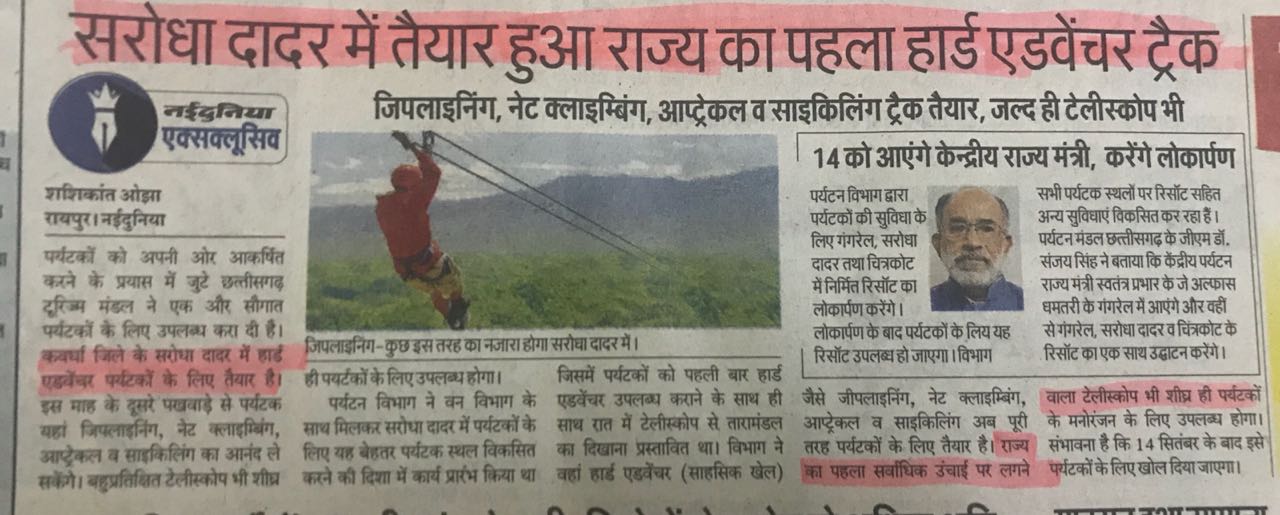 सरोधा दादर में तैयार हुआ राज्य का पहला हार्ड एडवेंचर ट्रैक
जिपलाइनिंग, नेट क्लाइम्बिंग, आप्ट्रेकल व साइकिलिंग ट्रैक तैयार, जल्द ही टेलीस्कोप भी
नईदुनिया
एक्सक्लूसिव
शशिकांत ओझा
रायपुर। नईदुनिया
पर्यटकों को अपनी ओर आकर्षित
करने के प्रयास में जुटे छत्तीसगढ़
टूरिज्म मंडल ने एक और सौगात
पर्यटकों के लिए उपलब्ध करा दी है।
कवर्धा जिले के सरोधा दादर में हार्ड
एडवेंचर पर्यटकों के लिए तैयार है।
इस माह के दूसरे पखवाड़े से पर्यटक
यहां जिपलाइनिंग, नेट क्लाइम्बिंग,
आप्ट्रेकल व साइकिलिंग का आनंद ले
सकेंगे। बहुप्रतिक्षित टेलीस्कोप भी शीघ्र
जिपलाइनिंग-कुछ इस तरह का नजारा होगा सरोधा दादर में।
ही पयर्टकों के लिए उपलब्ध होगा।
पर्यटन विभाग ने वन विभाग के
साथ मिलकर सरोधा दादर में पर्यटकों के
लिए यह बेहतर पर्यटक स्थल विकसित
करने की दिशा में कार्य प्रारंभ किया था
जिसमें पर्यटकों को पहली बार हार्ड
एडवेंचर उपलब्ध कराने के साथ ही
साथ रात में टेलीस्कोप से तारामंडल
का दिखाना प्रस्तावित था। विभाग ने
वहां हार्ड एडवेंचर (साहसिक खेल)
जैसे जीपलाइनिंग, नेट क्लाइम्बिंग,
आप्ट्रेकल व साइकिलिंग अब पूरी
तरह पर्यटकों के लिए तैयार है। राज्य
का पहला सर्वाधिक उंचाई पर लगने
वाला टेलीस्कोप भी शीघ्र ही पर्यटकों
के मनोरंजन के लिए उपलब्ध होगा।
संभावना है कि 14 सितंबर के बाद इसे
पर्यटकों के लिए खोल दिया जाएगा।
14 को आएंगे केन्द्रीय राज्य मंत्री, करेंगे लोकार्पण
पर्यटन विभाग द्वारा
पर्यटकों की सुविधा के
लिए गंगरेल, सरोधा
दादर तथा चित्रकोट
में निर्मित रिसॉट का
लोकार्पण करेंगे।
लोकार्पण के बाद पर्यटकों के लिय यह
रिसॉट उपलब्ध हो जाएगा। विभाग
सभी पर्यटक स्थलों पर रिसॉट सहित
अन्य सुविधाएं विकसित कर रहा है।
पर्यटन मंडल छत्तीसगढ़ के जीएम डॉ.
संजय सिंह ने बताया कि केंद्रीय पर्यटन
राज्य मंत्री स्वतंत्र प्रभार के जे अल्फास
धमतरी के गंगरेल में आएंगे और वहीं
से गंगरेल, सरोधा दादर व चित्रकोट के
रिसॉट का एक साथ उद्घाटन करेंगे।